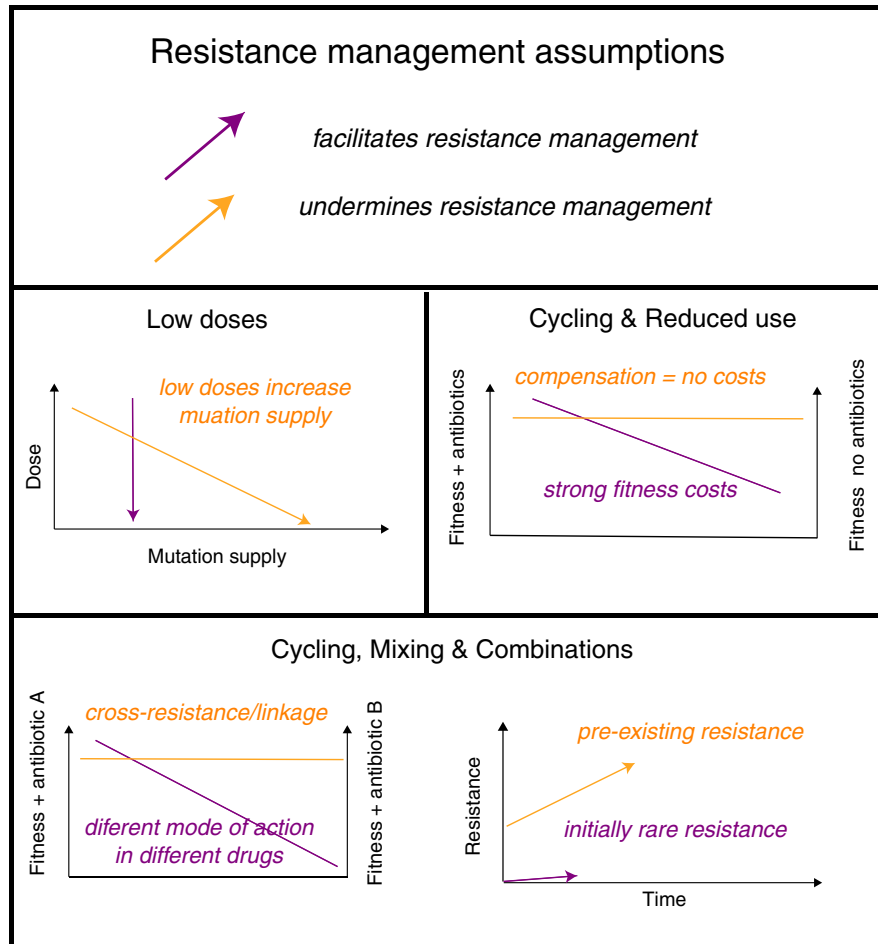 Resistance management assumptions
facilitates resistance management
undermines resistance management
Low doses
low doses increase
muation supply
Dose
Mutation supply
Cycling & Reduced use
Fitness + antibiotics
compensation = no costs
strong fitness costs
Fitness no antibiotics
Cycling, Mixing & Combinations
Fitness + antibiotic A
cross-resistance/linkage
diferent mode of action
in different drugs
Fitness + antibiotic B
Resistance
pre-existing resistance
initially rare resistance
Time